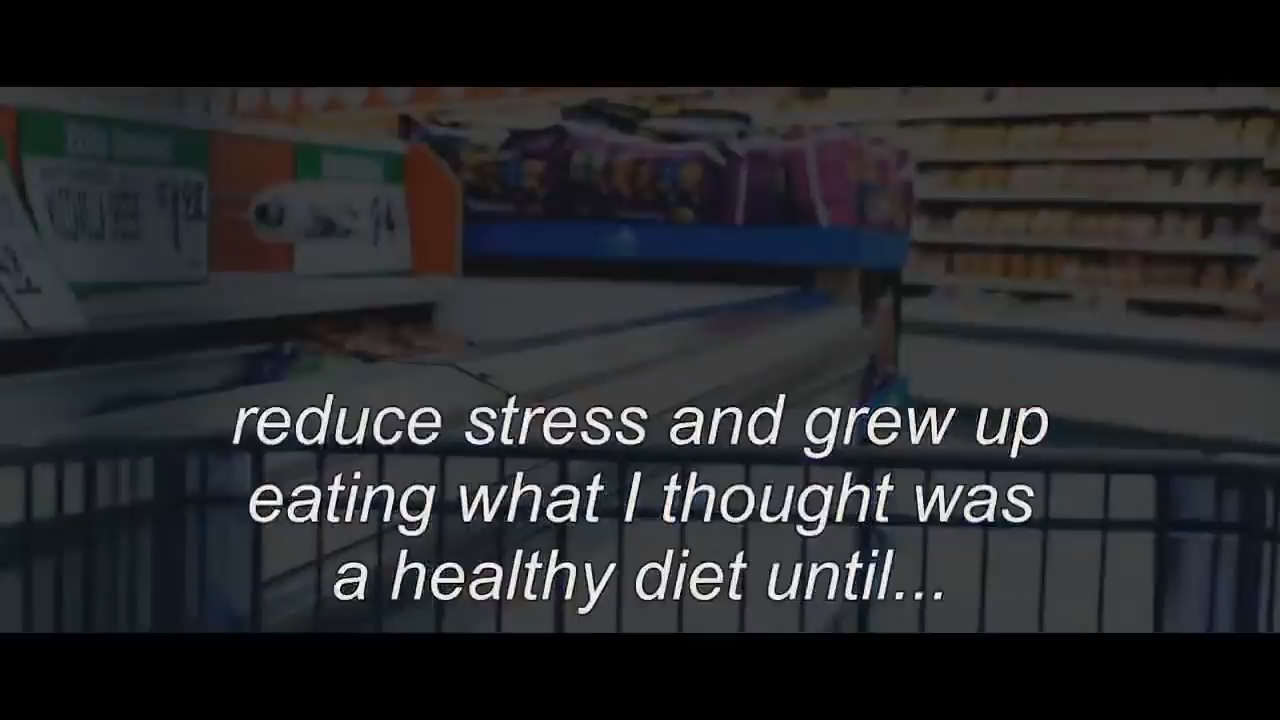 reduce stress and grew up
eating what I thought was
a healthy diet until...